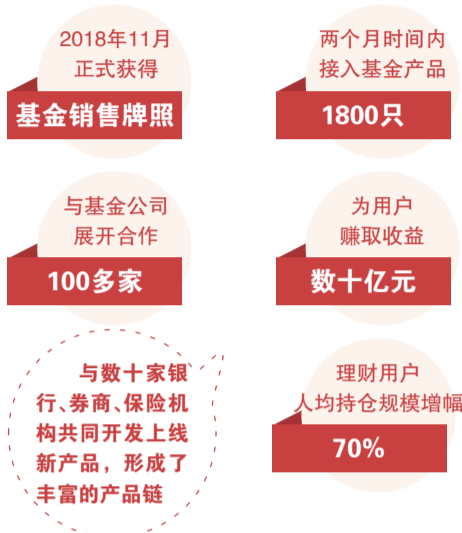 2018年11月
正式获得
基金销售牌照
两个月时间内
接入基金产品
1800只
与基金公司
展开合作
100多家
为用户
赚取收益
数十亿元
与数十家银
行、券商、保险机
构共同开发上线
新产品，形成了
丰富的产品链
理财用户
人均持仓规模增幅
70%